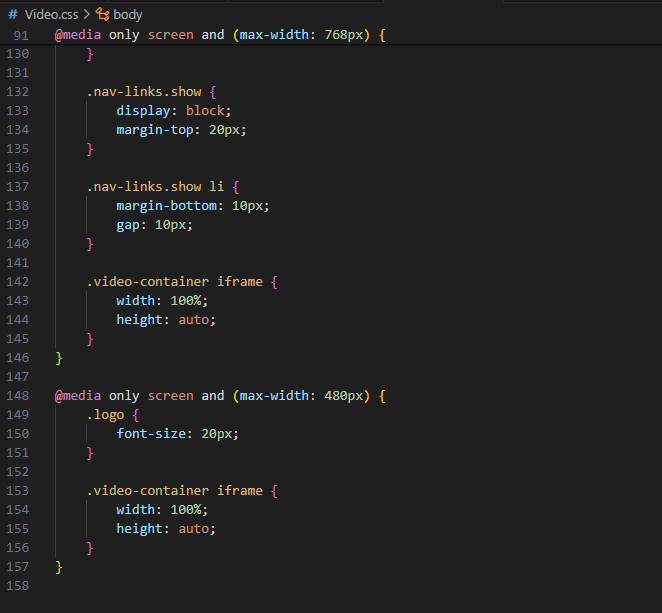 # Video.css > body
91 @media only screen and (max-width: 768px) {
130 }
131
132 .nav-links.show {
133 display: block;
134 margin-top: 20px;
135 }
136
137 .nav-links.show li {
138 margin-bottom: 10px;
139 gap: 10px;
140 }
141
142 .video-container iframe {
143 width: 100%;
144 height: auto;
145 }
146 }
147
148 @media only screen and (max-width: 480px) {
149 .logo {
150 font-size: 20px;
151 }
152
153 .video-container iframe {
154 width: 100%;
155 height: auto;
156 }
157 }
158